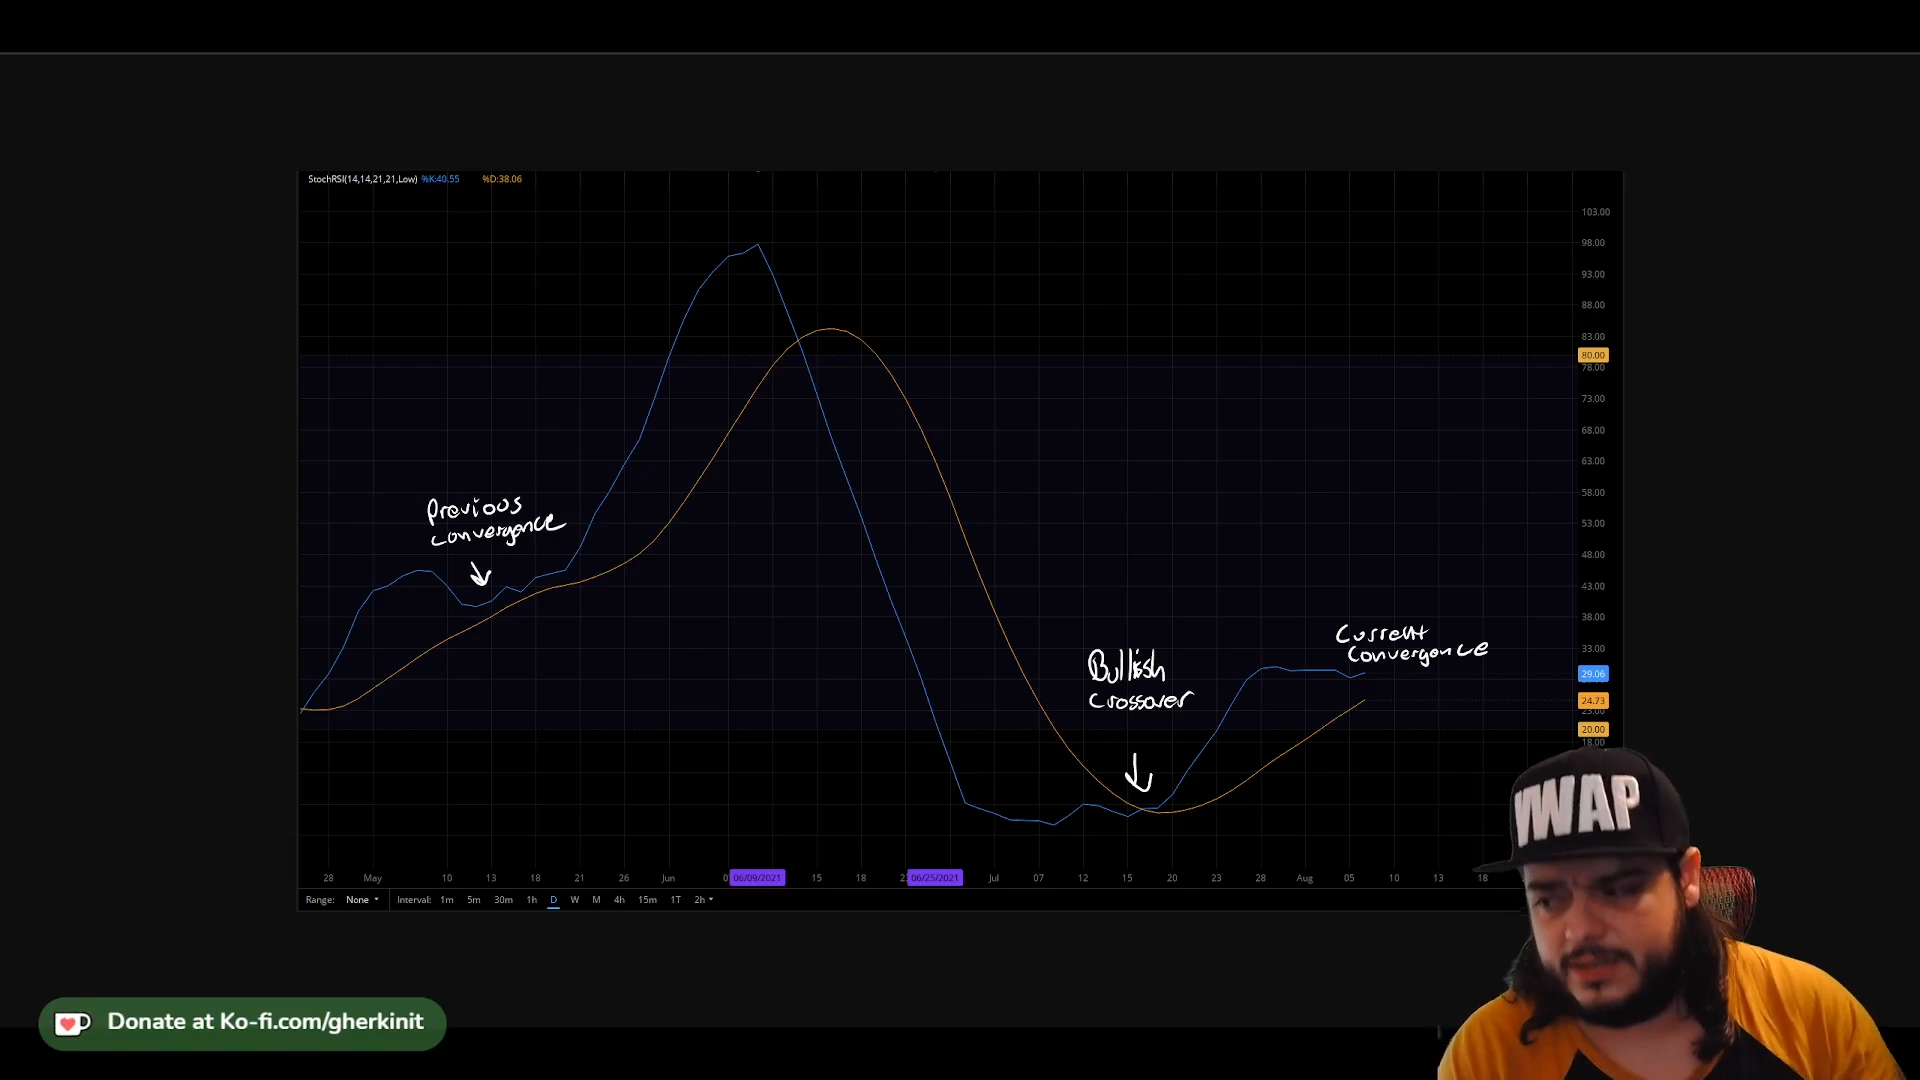 StochRSI(14,14,21,21,Low) %K:40.55 %D:38.06
103.00
98.00
93.00
88.00
83.00
80.00
78.00
73.00
68.00
63.00
58.00
53.00
48.00
43.00
38.00
33.00
29.06
24.73
23.00
20.00
18.00
Previous
Convergence
Bullish
Crossover
Current
Convergence
28 May 10 13 18 21 26 Jun 06/09/2021 15 18 06/25/2021 Jul 07 12 15 20 23 28 Aug 05 10 13 18
Range: None Interval: 1m 5m 30m 1h D W M 4h 15m 1T 2h
VWAP
Donate at Ko-fi.com/gherkinit